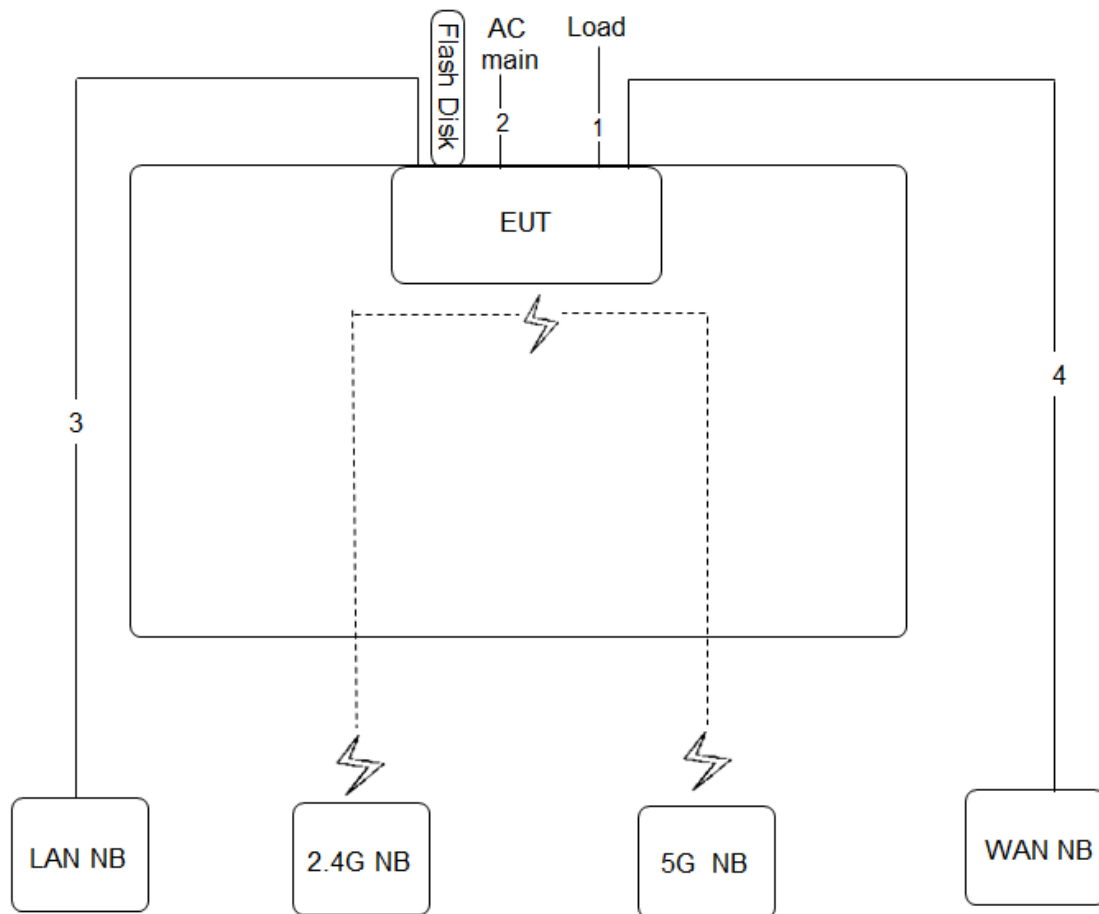 Flash Disk
AC
main
Load
2
1
EUT
3
4
LAN NB
2.4G NB
5G NB
WAN NB